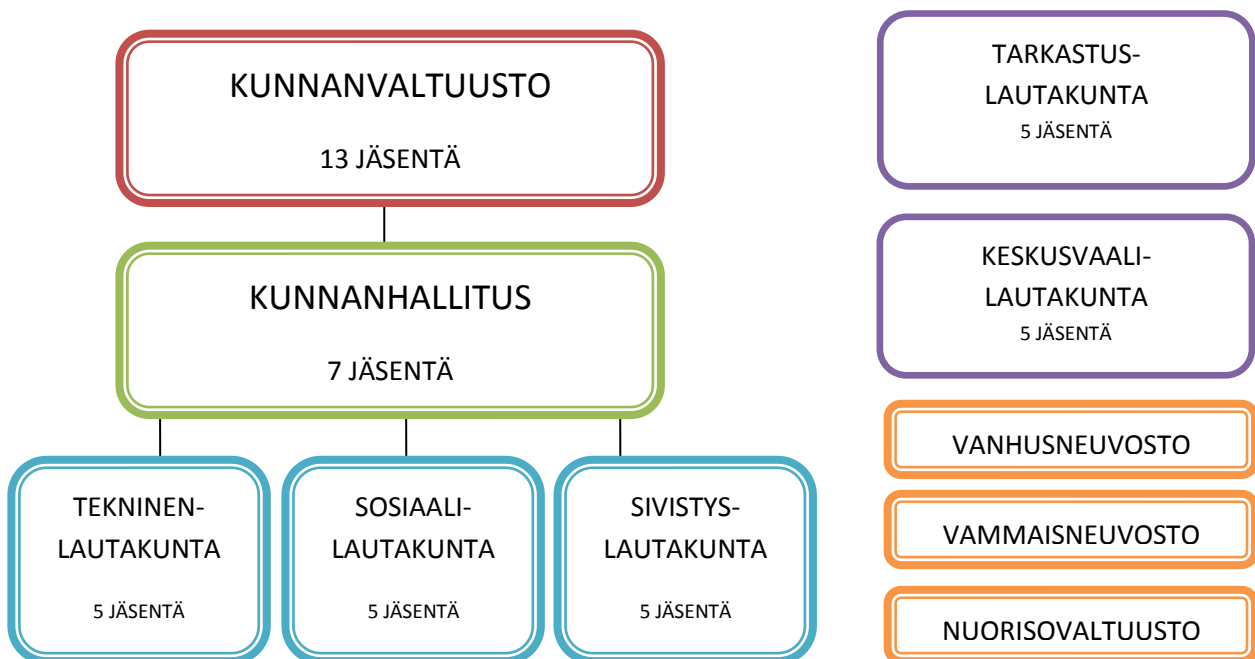 KUNNANVALTUUSTO
13 JÄSENTÄ
KUNNANHALLITUS
7 JÄSENTÄ
TEKNINEN-
LAUTAKUNTA
5 JÄSENTÄ
SOSIAALI-
LAUTAKUNTA
5 JÄSENTÄ
SIVISTYS-
LAUTAKUNTA
5 JÄSENTÄ
TARKASTUS-
LAUTAKUNTA
5 JÄSENTÄ
KESKUSVAALI-
LAUTAKUNTA
5 JÄSENTÄ
VANHUSNEUVOSTO
VAMMAISNEUVOSTO
NUORISOVALTUUSTO